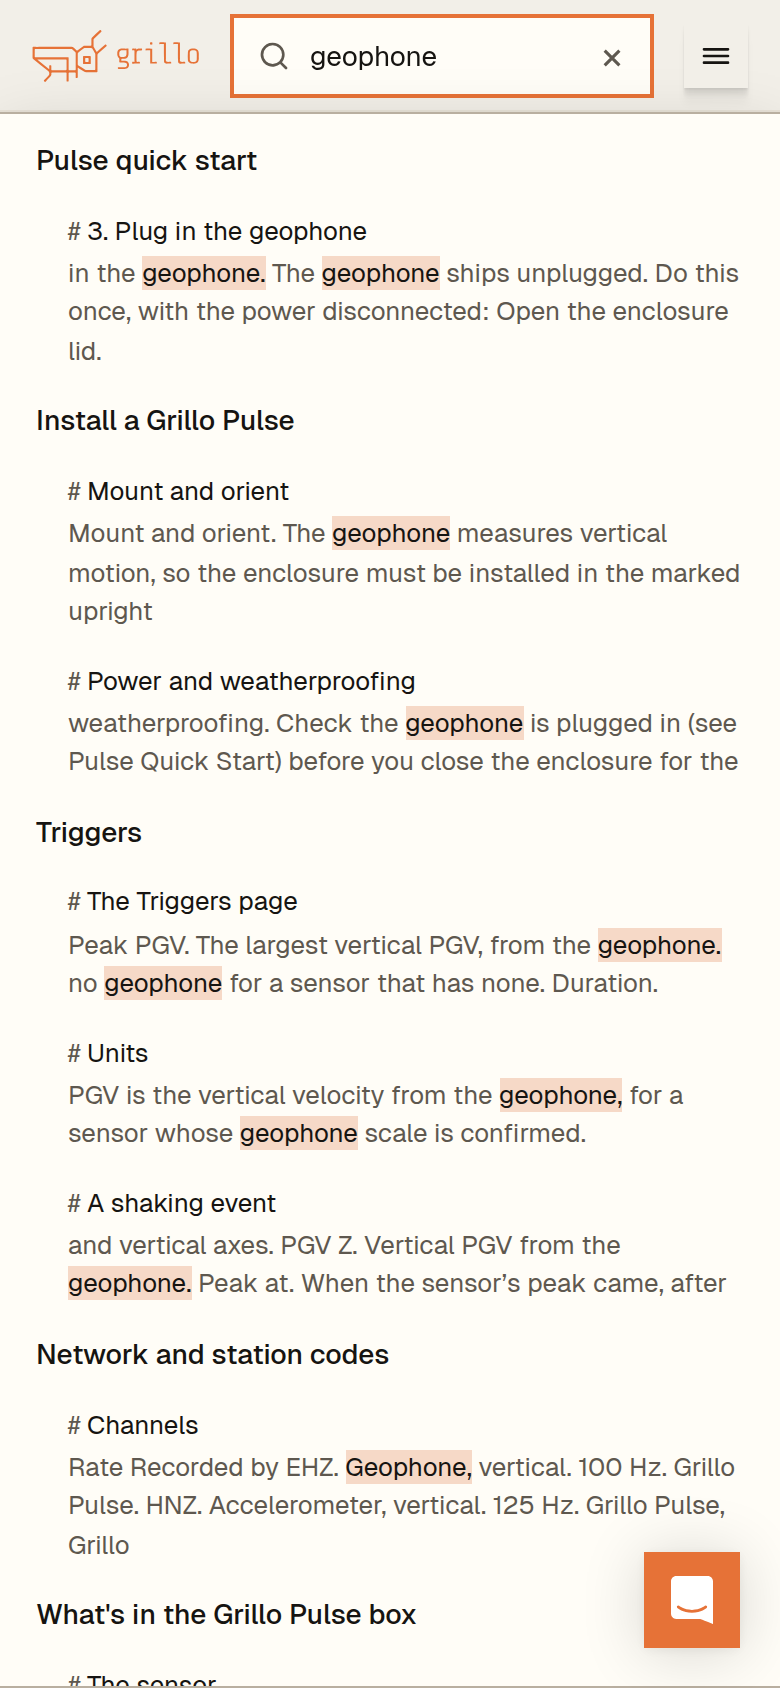 grillo
geophone
Pulse quick start
# 3. Plug in the geophone
in the geophone. The geophone ships unplugged. Do this
once, with the power disconnected: Open the enclosure
lid.
Install a Grillo Pulse
# Mount and orient
Mount and orient. The geophone measures vertical
motion, so the enclosure must be installed in the marked
upright
# Power and weatherproofing
weatherproofing. Check the geophone is plugged in (see
Pulse Quick Start) before you close the enclosure for the
Triggers
# The Triggers page
Peak PGV. The largest vertical PGV, from the geophone.
no geophone for a sensor that has none. Duration.
# Units
PGV is the vertical velocity from the geophone, for a
sensor whose geophone scale is confirmed.
# A shaking event
and vertical axes. PGV Z. Vertical PGV from the
geophone. Peak at. When the sensor’s peak came, after
Network and station codes
# Channels
Rate Recorded by EHZ. Geophone, vertical. 100 Hz. Grillo
Pulse. HNZ. Accelerometer, vertical. 125 Hz. Grillo Pulse,
Grillo
What's in the Grillo Pulse box
# The sensor